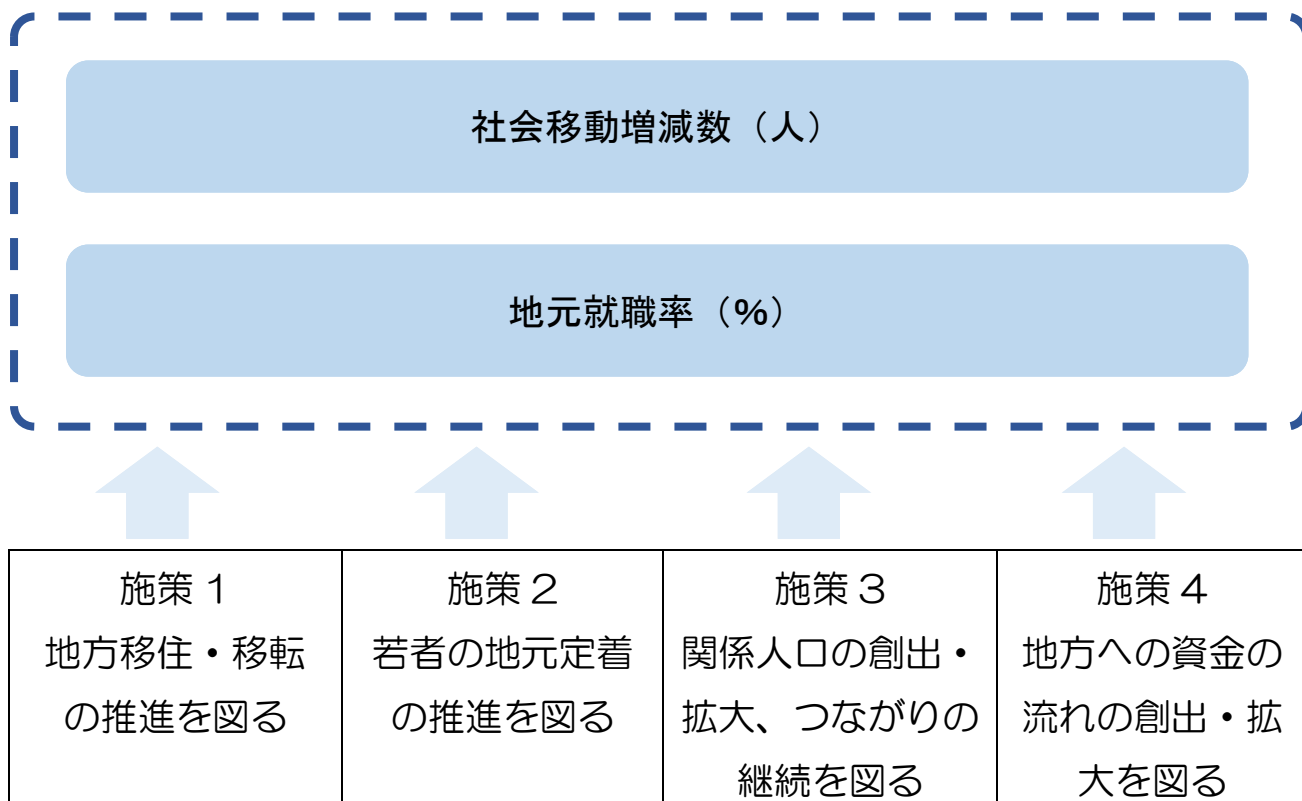 社会移動増減数（人）
地元就職率（%）
施策１
地方移住・移転
の推進を図る
施策２
若者の地元定着
の推進を図る
施策３
関係人口の創出・
拡大、つながりの
継続を図る
施策４
地方への資金の
流れの創出・拡
大を図る